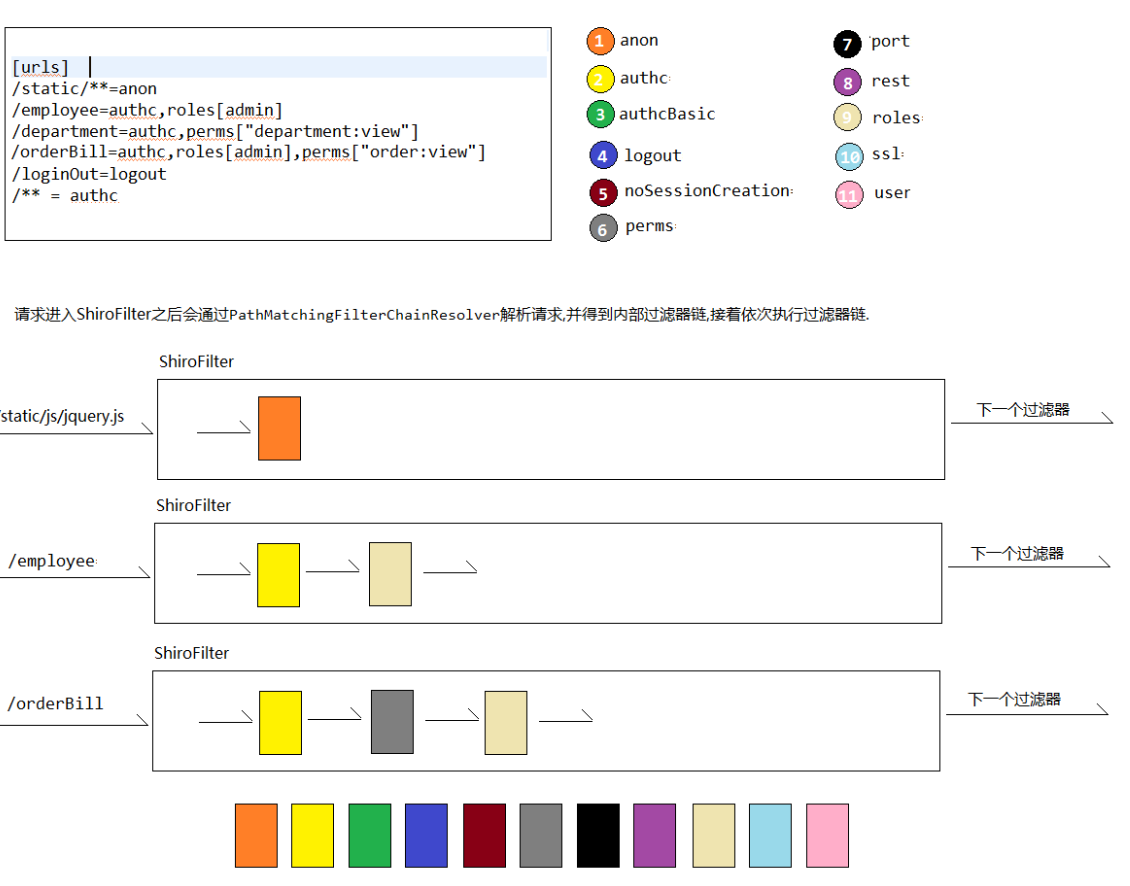 [urls]
/static/**=anon
/employee=authc,roles[admin]
/department=authc,perms["department:view"]
/orderBill=authc,roles[admin],perms["order:view"]
/loginOut=logout
/** = authc
1 anon
2 authc
3 authcBasic
4 logout
5 noSessionCreation
6 perms
7 port
8 rest
9 roles
10 ssl
11 user
请求进入ShiroFilter之后会通过PathMatchingFilterChainResolver解析请求,并得到内部过滤器链,接着依次执行过滤器链.
ShiroFilter
/static/js/jquery.js
下一个过滤器
ShiroFilter
/employee
下一个过滤器
ShiroFilter
/orderBill
下一个过滤器